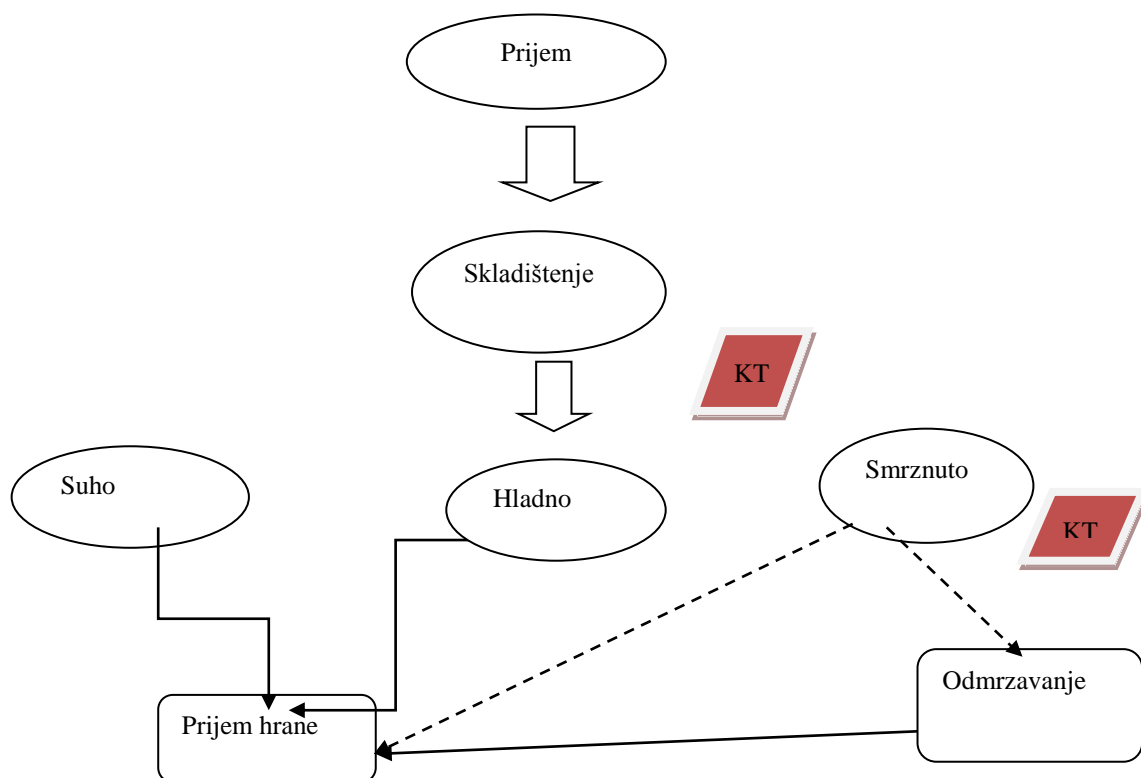 Prijem
Skladištenje
KT
Suho
Hladno
Smrznuto
KT
Odmrzavanje
Prijem hrane